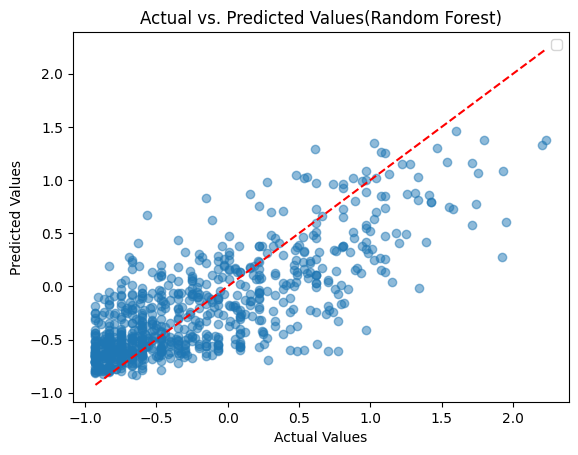 Actual vs. Predicted Values(Random Forest)
2.0
1.5
1.0
0.5
0.0
−0.5
−1.0
Predicted Values
−1.0 −0.5 0.0 0.5 1.0 1.5 2.0
Actual Values